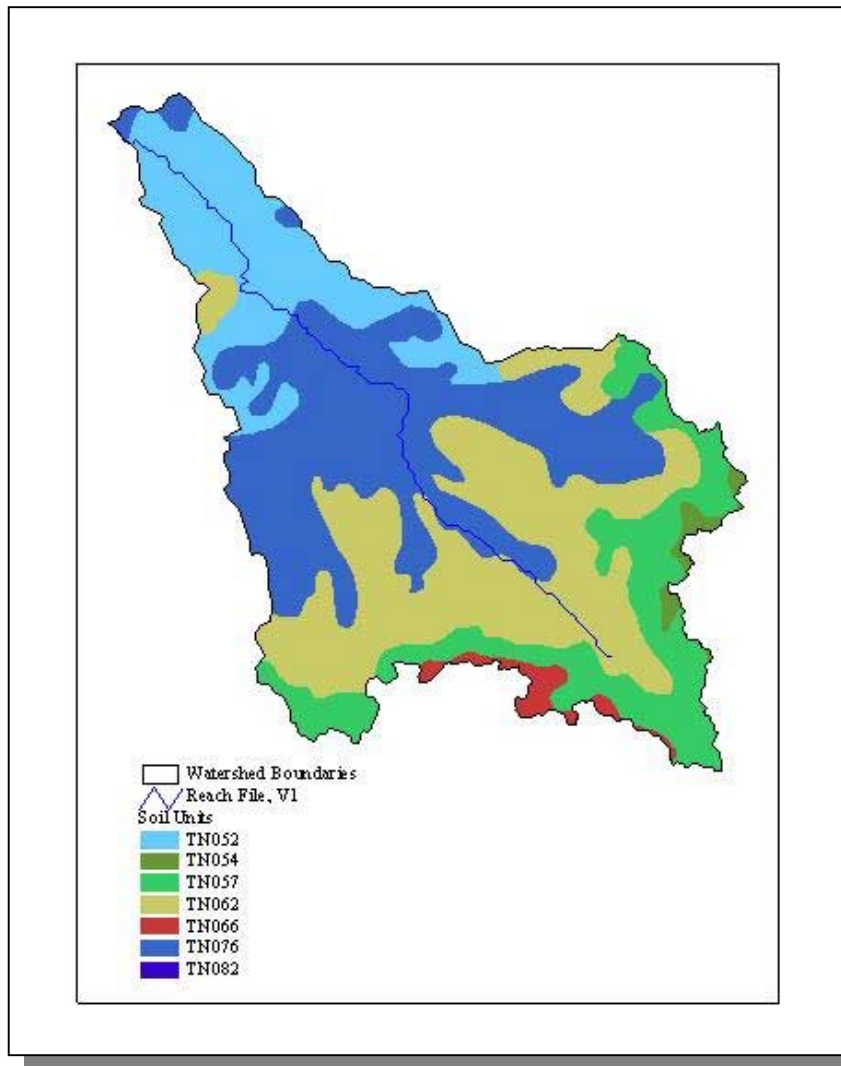 Watershed Boundaries
Reach File, V1
Soil Units
TN052
TN054
TN057
TN062
TN066
TN076
TN082